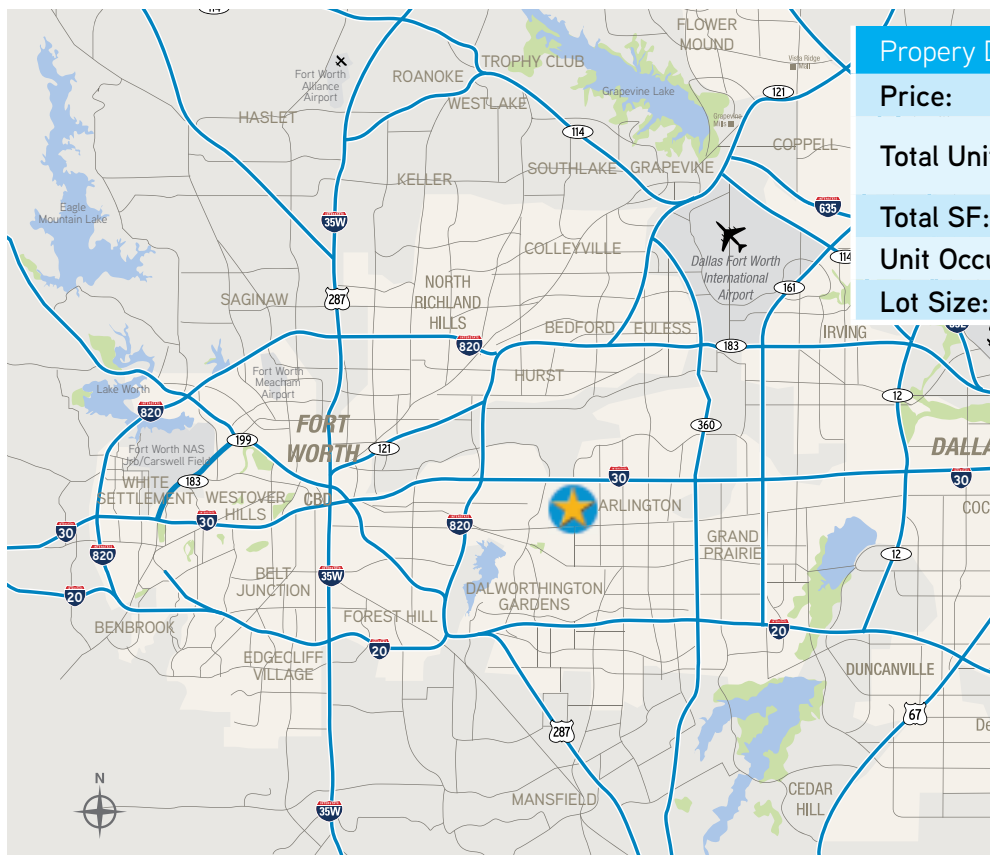 114
FLOWER
MOUND
Propery D
TROPHY CLUB
Vista Ridge
Mall
Fort Worth
Alliance
Airport
ROANOKE
Grapevine Lake
121
Price:
WESTLAKE
HASLET
Grapevine
Mills
114
COPPELL
SOUTHLAKE
GRAPEVINE
Total Uni
KELLER
Eagle
Mountain Lake
635
35W
Total SF:
COLLEYVILLE
Dallas Fort Worth
International
Airport
114
Unit Occu
161
NORTH
RICHLAND
HILLS
SAGINAW
287
Lot Size:
BEDFORD
EULESS
IRVING
820
183
Fort Worth
Meacham
Airport
HURST
Lake Worth
12
820
FORT
WORTH
360
199
121
DALLA
Fort Worth NAS
Jrb/Carswell Field
183
30
30
WHITE
SETTLEMENT
WESTOVER
HILLS
CBD
ARLINGTON
COC
30
820
30
GRAND
PRAIRIE
820
12
BELT
JUNCTION
35W
DALWORTHINGTON
GARDENS
20
FOREST HILL
BENBROOK
20
20
EDGECLIFF
VILLAGE
DUNCANVILLE
67
287
De
N
CEDAR
HILL
MANSFIELD
35W